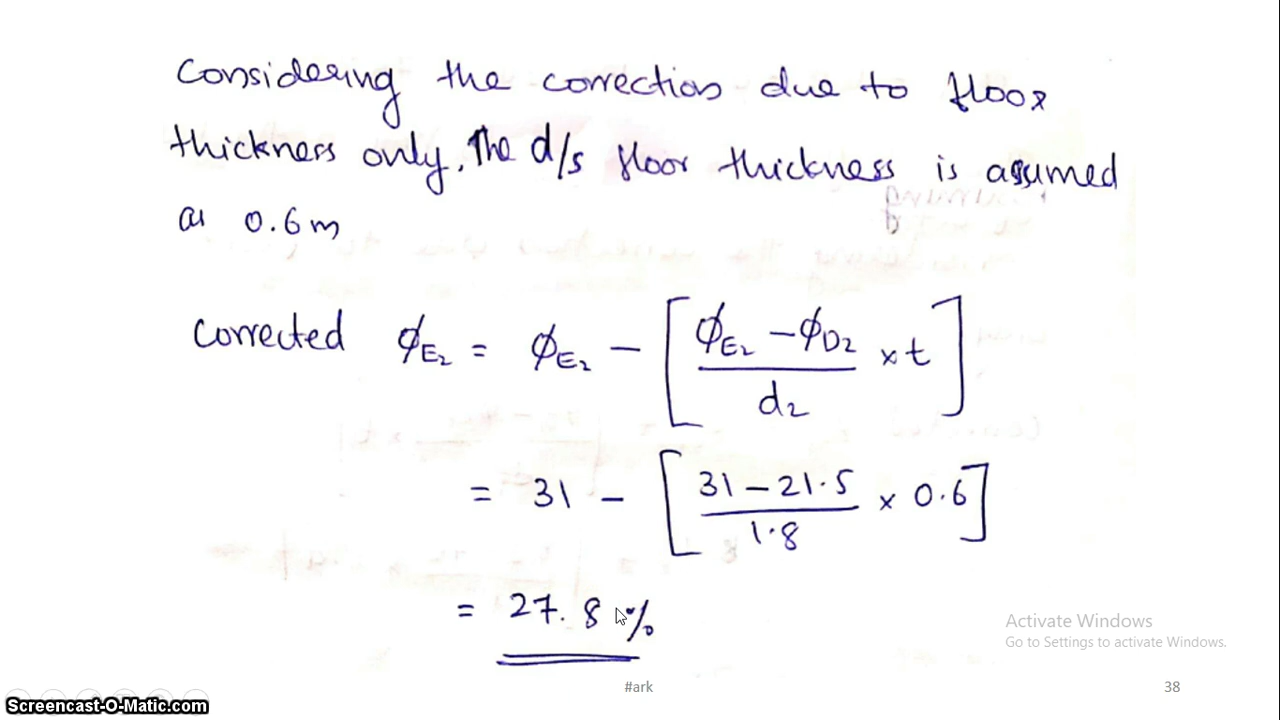 Considering the correction due to floor
thickness only, The d/s floor thickness is assumed
as 0.6m
Corrected ϕE₂ = ϕE₂ − [ (ϕE₂ − ϕD₂) / d₂ × t ]
= 31 − [ (31 − 21.5) / 1.8 × 0.6 ]
= 27.8 %
Activate Windows
Go to Settings to activate Windows.
#ark
38
Screencast-O-Matic.com